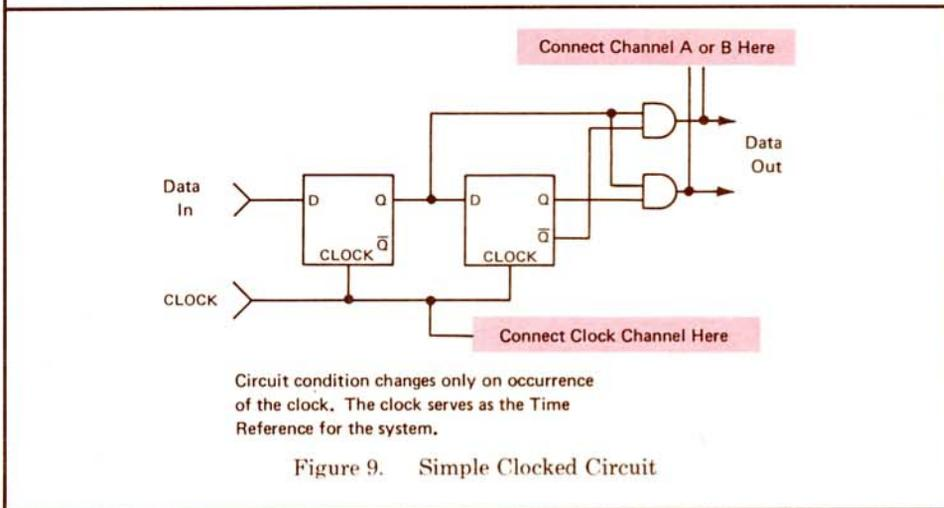 Connect Channel A or B Here
Data
Out
Data
In
D Q
Q̅
CLOCK
D Q
Q̅
CLOCK
CLOCK
Connect Clock Channel Here
Circuit condition changes only on occurrence
of the clock. The clock serves as the Time
Reference for the system.
Figure 9. Simple Clocked Circuit